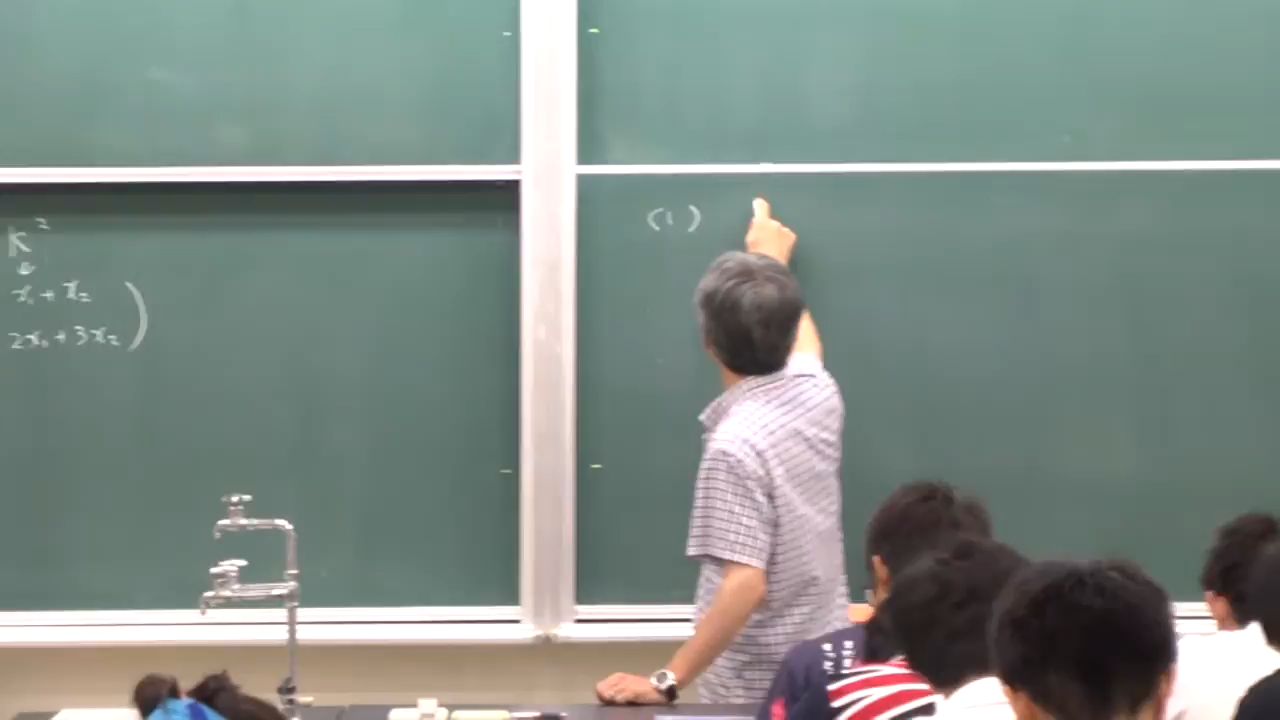 K²
x₁ + x₂ )
2x₁ + 3x₂
(1)